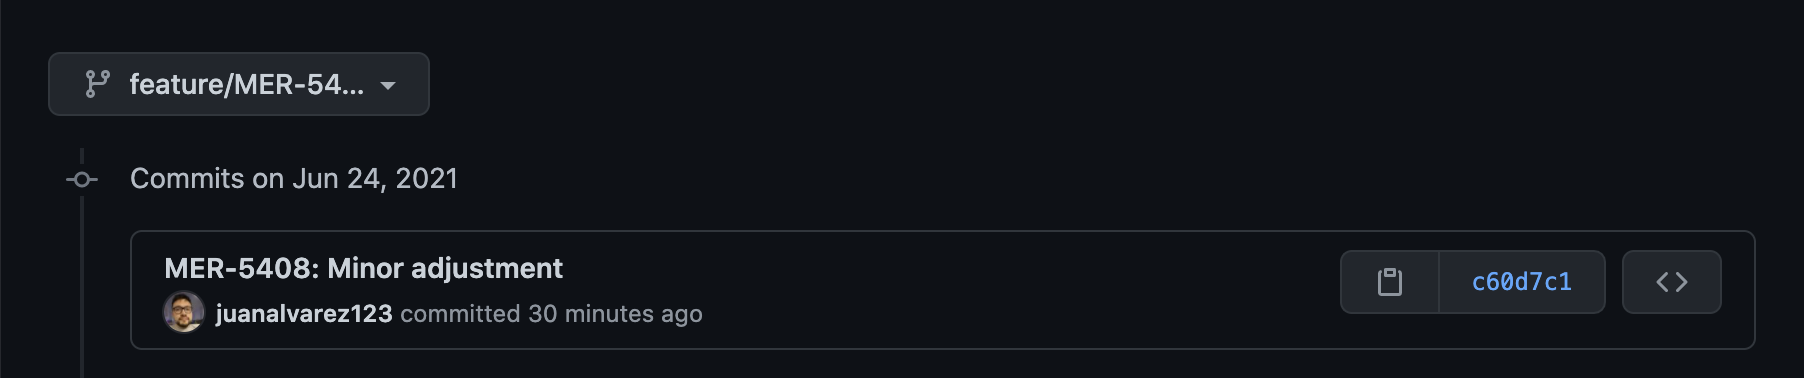 feature/MER-54...
Commits on Jun 24, 2021
MER-5408: Minor adjustment
c60d7c1
juanalvarez123 committed 30 minutes ago